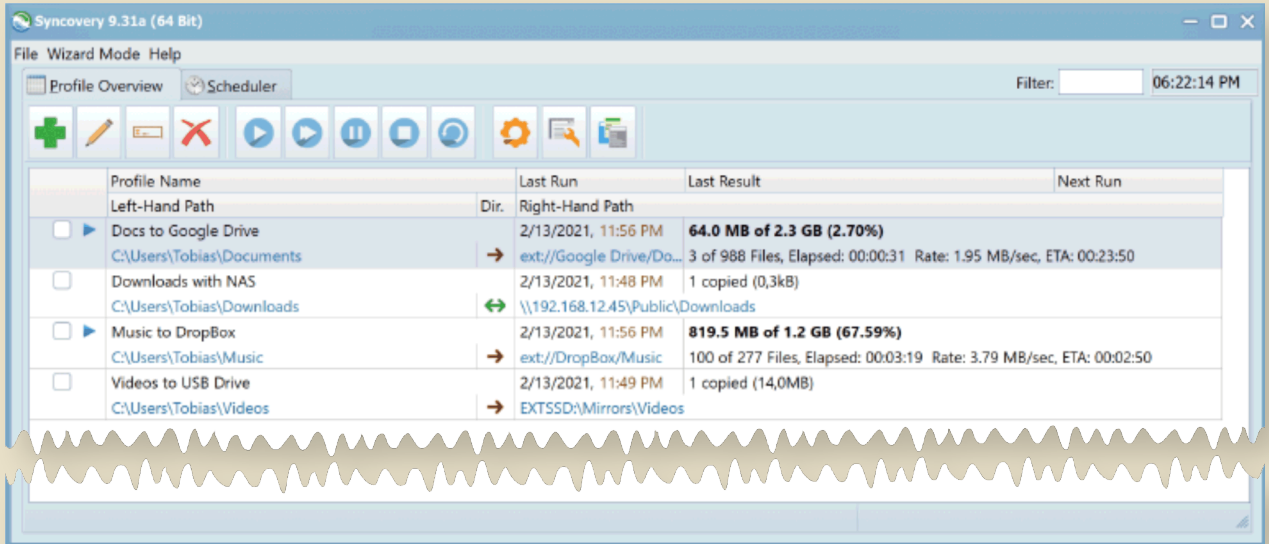 Syncovery 9.31a (64 Bit)
File Wizard Mode Help
Profile Overview Scheduler Filter: 06:22:14 PM
Profile Name Last Run Last Result Next Run
Left-Hand Path Dir. Right-Hand Path
Docs to Google Drive 2/13/2021, 11:56 PM 64.0 MB of 2.3 GB (2.70%)
C:\Users\Tobias\Documents ext://Google Drive/Do... 3 of 988 Files, Elapsed: 00:00:31 Rate: 1.95 MB/sec, ETA: 00:23:50
Downloads with NAS 2/13/2021, 11:48 PM 1 copied (0,3kB)
C:\Users\Tobias\Downloads \\192.168.12.45\Public\Downloads
Music to DropBox 2/13/2021, 11:56 PM 819.5 MB of 1.2 GB (67.59%)
C:\Users\Tobias\Music ext://DropBox/Music 100 of 277 Files, Elapsed: 00:03:19 Rate: 3.79 MB/sec, ETA: 00:02:50
Videos to USB Drive 2/13/2021, 11:49 PM 1 copied (14,0MB)
C:\Users\Tobias\Videos EXTSSD:\Mirrors\Videos